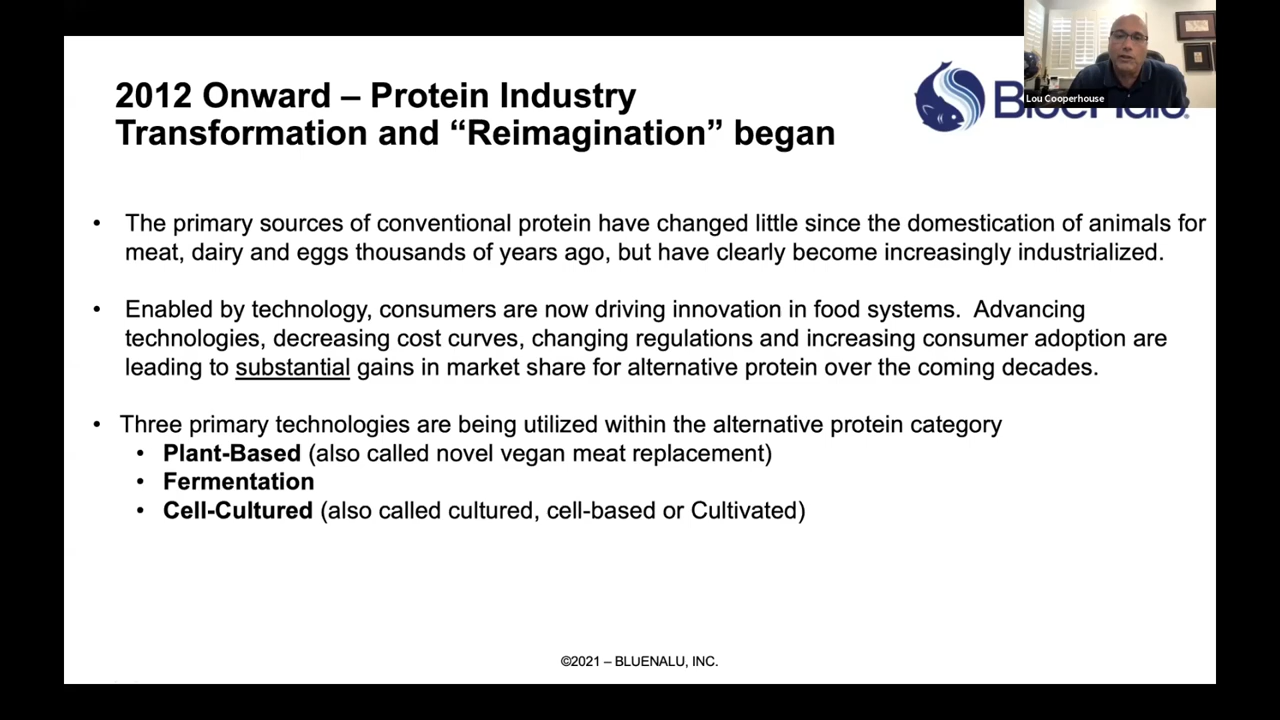 2012 Onward – Protein Industry
Transformation and “Reimagination” began
Lou Cooperhouse
• The primary sources of conventional protein have changed little since the domestication of animals for
meat, dairy and eggs thousands of years ago, but have clearly become increasingly industrialized.
• Enabled by technology, consumers are now driving innovation in food systems.  Advancing
technologies, decreasing cost curves, changing regulations and increasing consumer adoption are
leading to substantial gains in market share for alternative protein over the coming decades.
• Three primary technologies are being utilized within the alternative protein category
• Plant-Based (also called novel vegan meat replacement)
• Fermentation
• Cell-Cultured (also called cultured, cell-based or Cultivated)
©2021 – BLUENALU, INC.